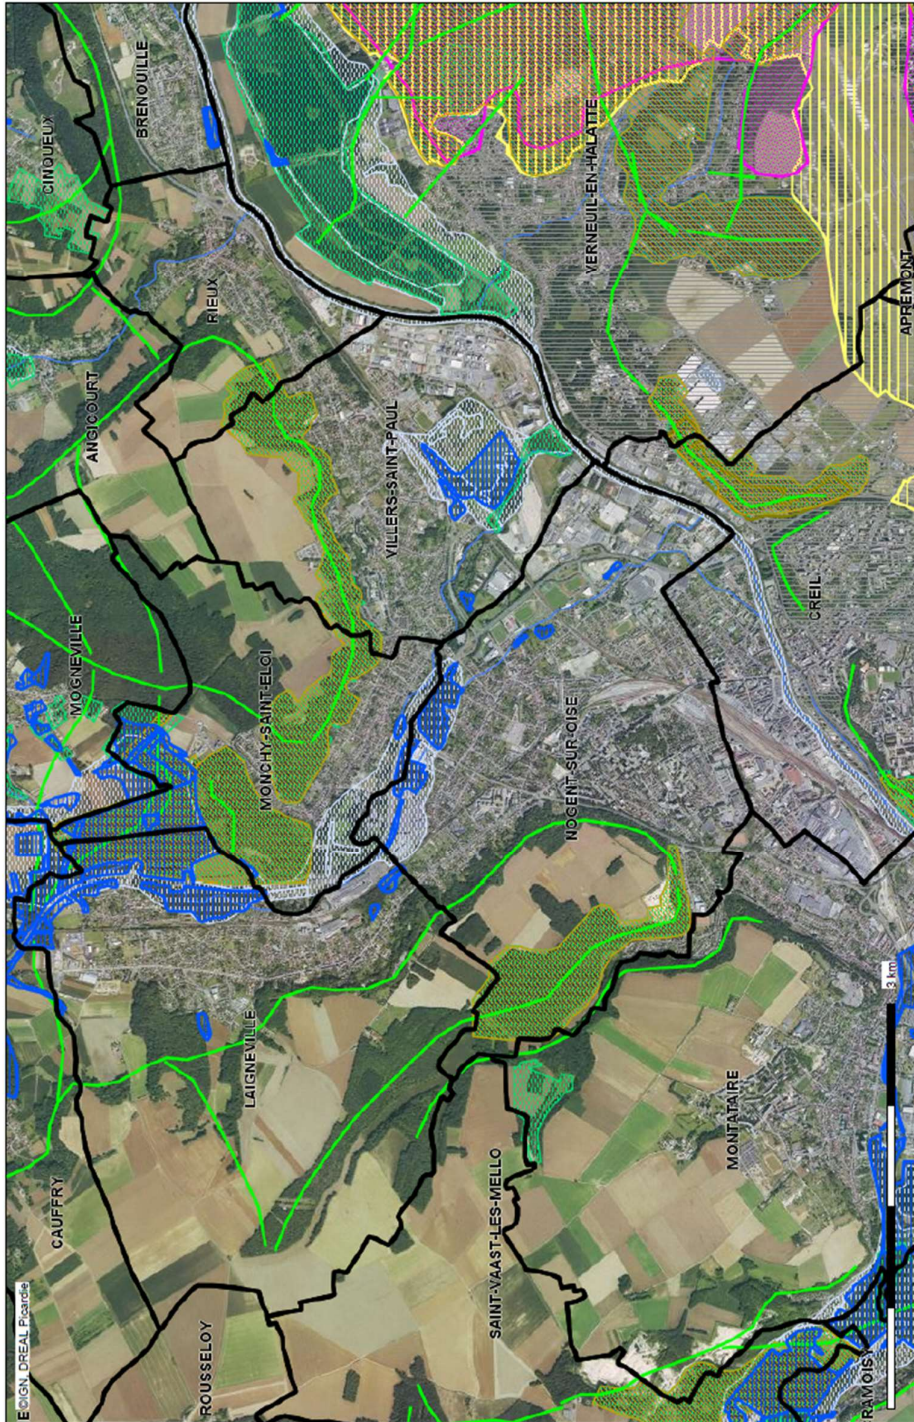 E ©IGN, DREAL Picardie
CAUFFRY
ROUSSELOY
LAIGNEVILLE
SAINT-VAAST-LES-MELLO
MONTATAIRE
RAMOISY
3 km
MOGNEVILLE
MONCHY-SAINT-ELOI
NOGENT-SUR-OISE
CREIL
ANGICOURT
VILLERS-SAINT-PAUL
CINQUEUX
BRENOUILLE
RIEUX
VERNEUIL-EN-HALATTE
APREMONT